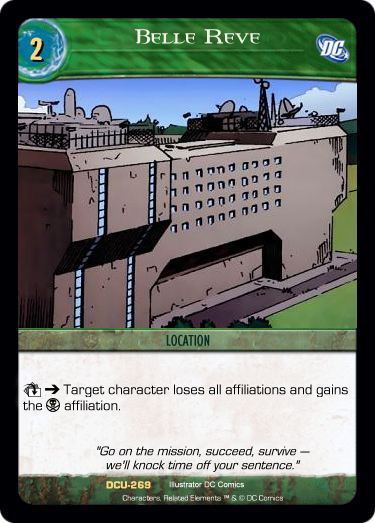 2
Belle Reve
DC
LOCATION
➔ Target character loses all affiliations and gains
the affiliation.
"Go on the mission, succeed, survive —
we'll knock time off your sentence."
DCU-269 Illustrator DC Comics
Characters, Related Elements ™ & © DC Comics